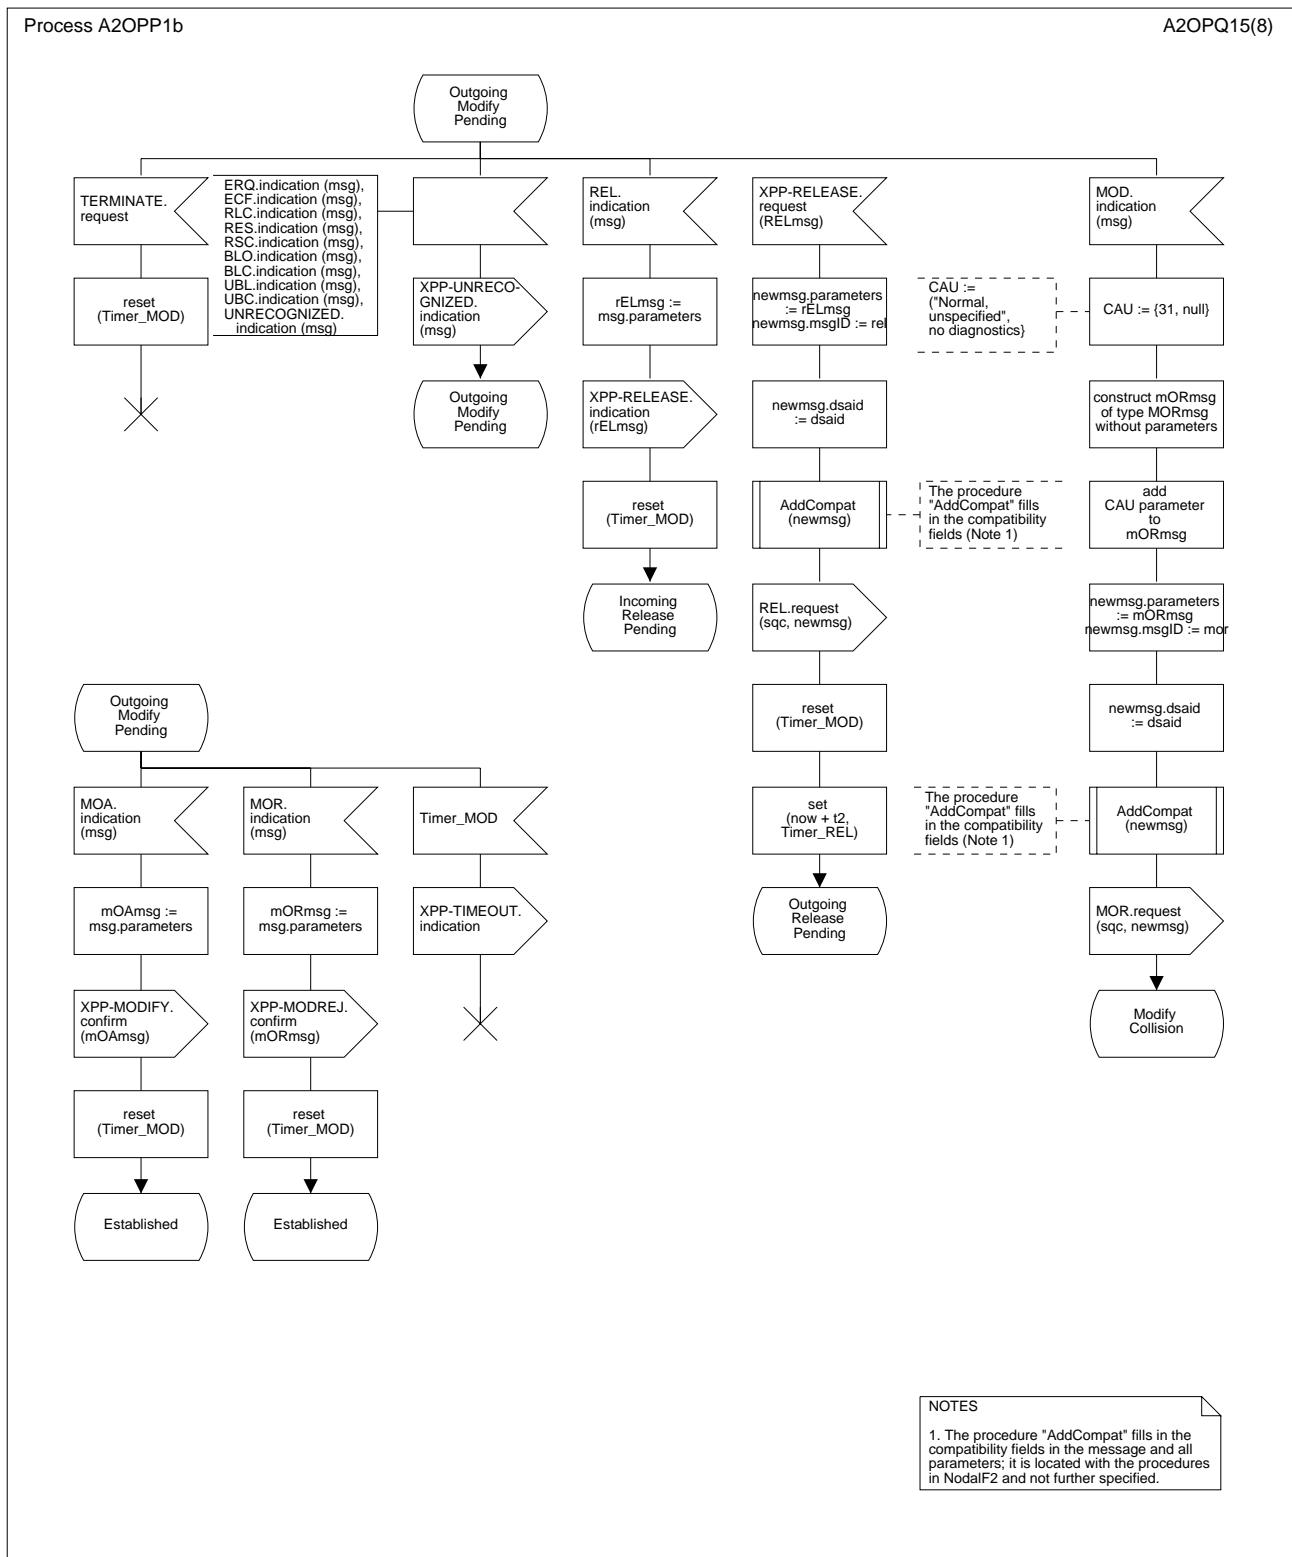 Process A2OPP1b
A2OPQ15(8)
Outgoing
Modify
Pending
TERMINATE.
request
ERQ.indication (msg),
ECF.indication (msg),
RLC.indication (msg),
RES.indication (msg),
RSC.indication (msg),
BLO.indication (msg),
BLC.indication (msg),
UBL.indication (msg),
UBC.indication (msg),
UNRECOGNIZED.
indication (msg)
REL.
indication
(msg)
XPP-RELEASE.
request
(RELmsg)
MOD.
indication
(msg)
reset
(Timer_MOD)
XPP-UNRECO-
GNIZED.
indication
(msg)
rELmsg :=
msg.parameters
newmsg.parameters
:= rELmsg
newmsg.msgID := rel
CAU :=
("Normal,
unspecified",
no diagnostics}
CAU := {31, null}
Outgoing
Modify
Pending
XPP-RELEASE.
indication
(rELmsg)
newmsg.dsaid
:= dsaid
construct mORmsg
of type MORmsg
without parameters
reset
(Timer_MOD)
AddCompat
(newmsg)
The procedure
"AddCompat" fills
in the compatibility
fields (Note 1)
add
CAU parameter
to
mORmsg
Incoming
Release
Pending
REL.request
(sqc, newmsg)
newmsg.parameters
:= mORmsg
newmsg.msgID := mor
Outgoing
Modify
Pending
reset
(Timer_MOD)
newmsg.dsaid
:= dsaid
MOA.
indication
(msg)
MOR.
indication
(msg)
Timer_MOD
set
(now + t2,
Timer_REL)
The procedure
"AddCompat" fills
in the compatibility
fields (Note 1)
AddCompat
(newmsg)
mOAmsg :=
msg.parameters
mORmsg :=
msg.parameters
XPP-TIMEOUT.
indication
Outgoing
Release
Pending
MOR.request
(sqc, newmsg)
XPP-MODIFY.
confirm
(mOAmsg)
XPP-MODREJ.
confirm
(mORmsg)
Modify
Collision
reset
(Timer_MOD)
reset
(Timer_MOD)
Established
Established
NOTES
1. The procedure "AddCompat" fills in the
compatibility fields in the message and all
parameters; it is located with the procedures
in NodalF2 and not further specified.